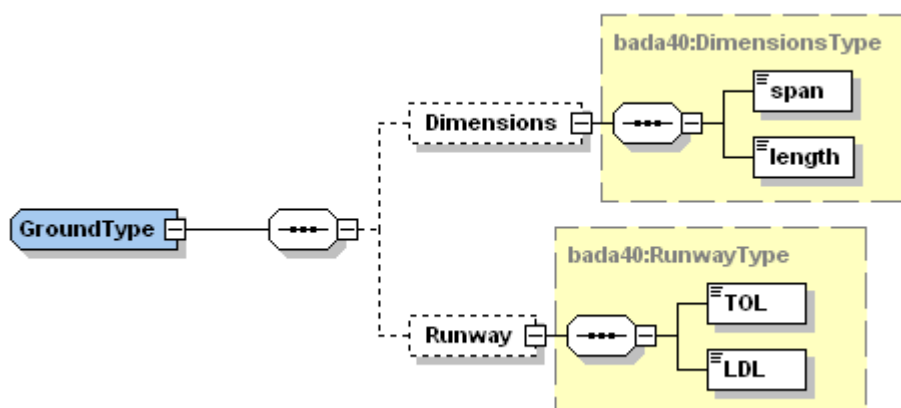 bada40:DimensionsType
span
Dimensions
length
GroundType
bada40:RunwayType
TOL
Runway
LDL